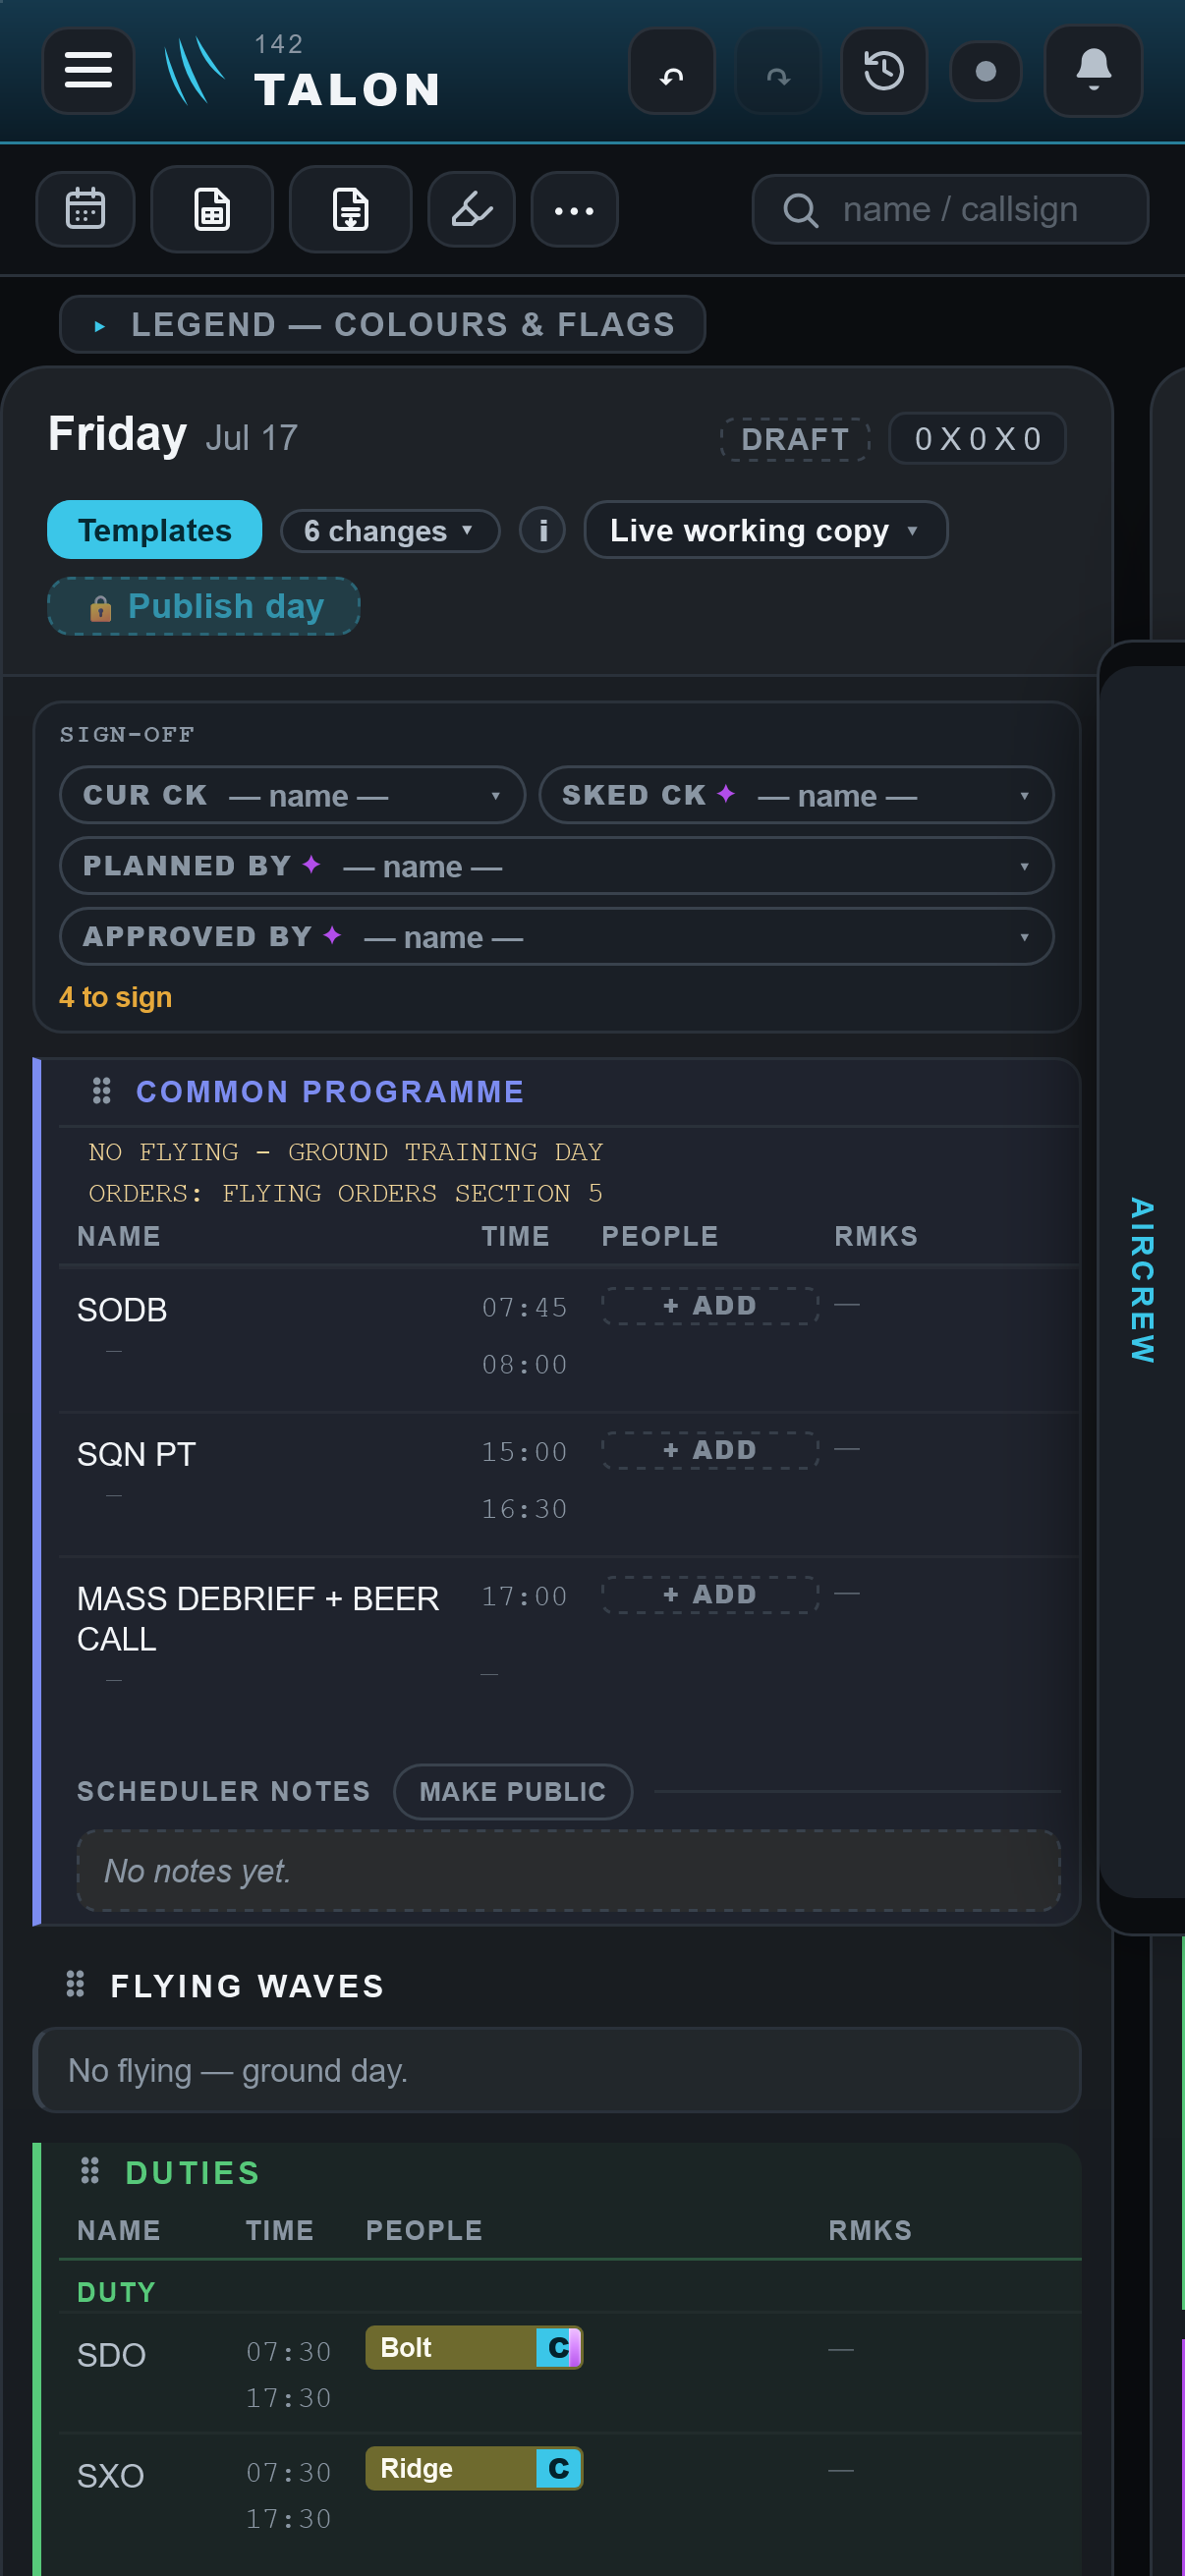 142
TALON
name / callsign
LEGEND — COLOURS & FLAGS
Friday Jul 17 DRAFT 0 X 0 X 0
Templates 6 changes i Live working copy
Publish day
SIGN-OFF
CUR CK — name — SKED CK — name —
PLANNED BY — name —
APPROVED BY — name —
4 to sign
COMMON PROGRAMME
NO FLYING - GROUND TRAINING DAY
ORDERS: FLYING ORDERS SECTION 5
NAME TIME PEOPLE RMKS
SODB 07:45 + ADD —
— 08:00
SQN PT 15:00 + ADD —
— 16:30
MASS DEBRIEF + BEER 17:00 + ADD —
CALL
— —
SCHEDULER NOTES MAKE PUBLIC
No notes yet.
AIRCREW
FLYING WAVES
No flying — ground day.
DUTIES
NAME TIME PEOPLE RMKS
DUTY
SDO 07:30 Bolt C —
17:30
SXO 07:30 Ridge C —
17:30